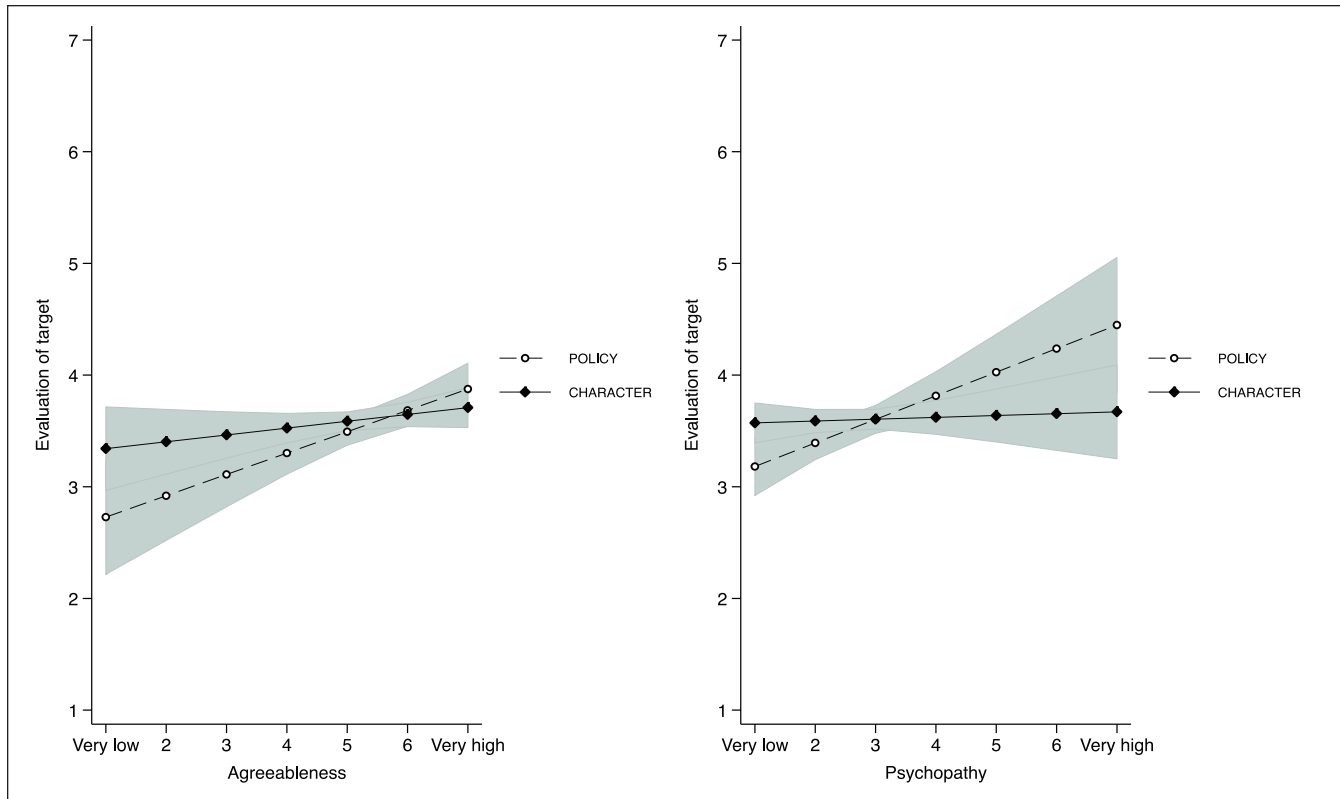 7
6
5
4
3
2
1
Evaluation of target
Very low 2 3 4 5 6 Very high
Agreeableness
POLICY
CHARACTER
7
6
5
4
3
2
1
Evaluation of target
Very low 2 3 4 5 6 Very high
Psychopathy
POLICY
CHARACTER